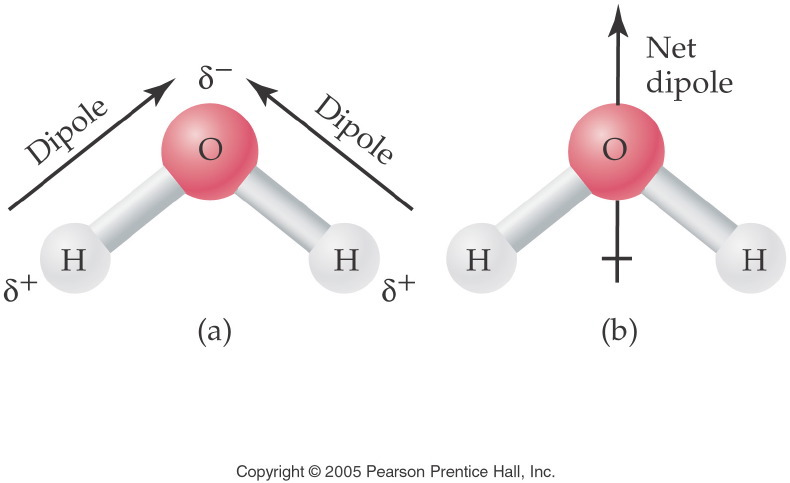 δ−
Dipole
Dipole
O
H
H
δ+
δ+
(a)
Net
dipole
O
H
H
(b)
Copyright © 2005 Pearson Prentice Hall, Inc.